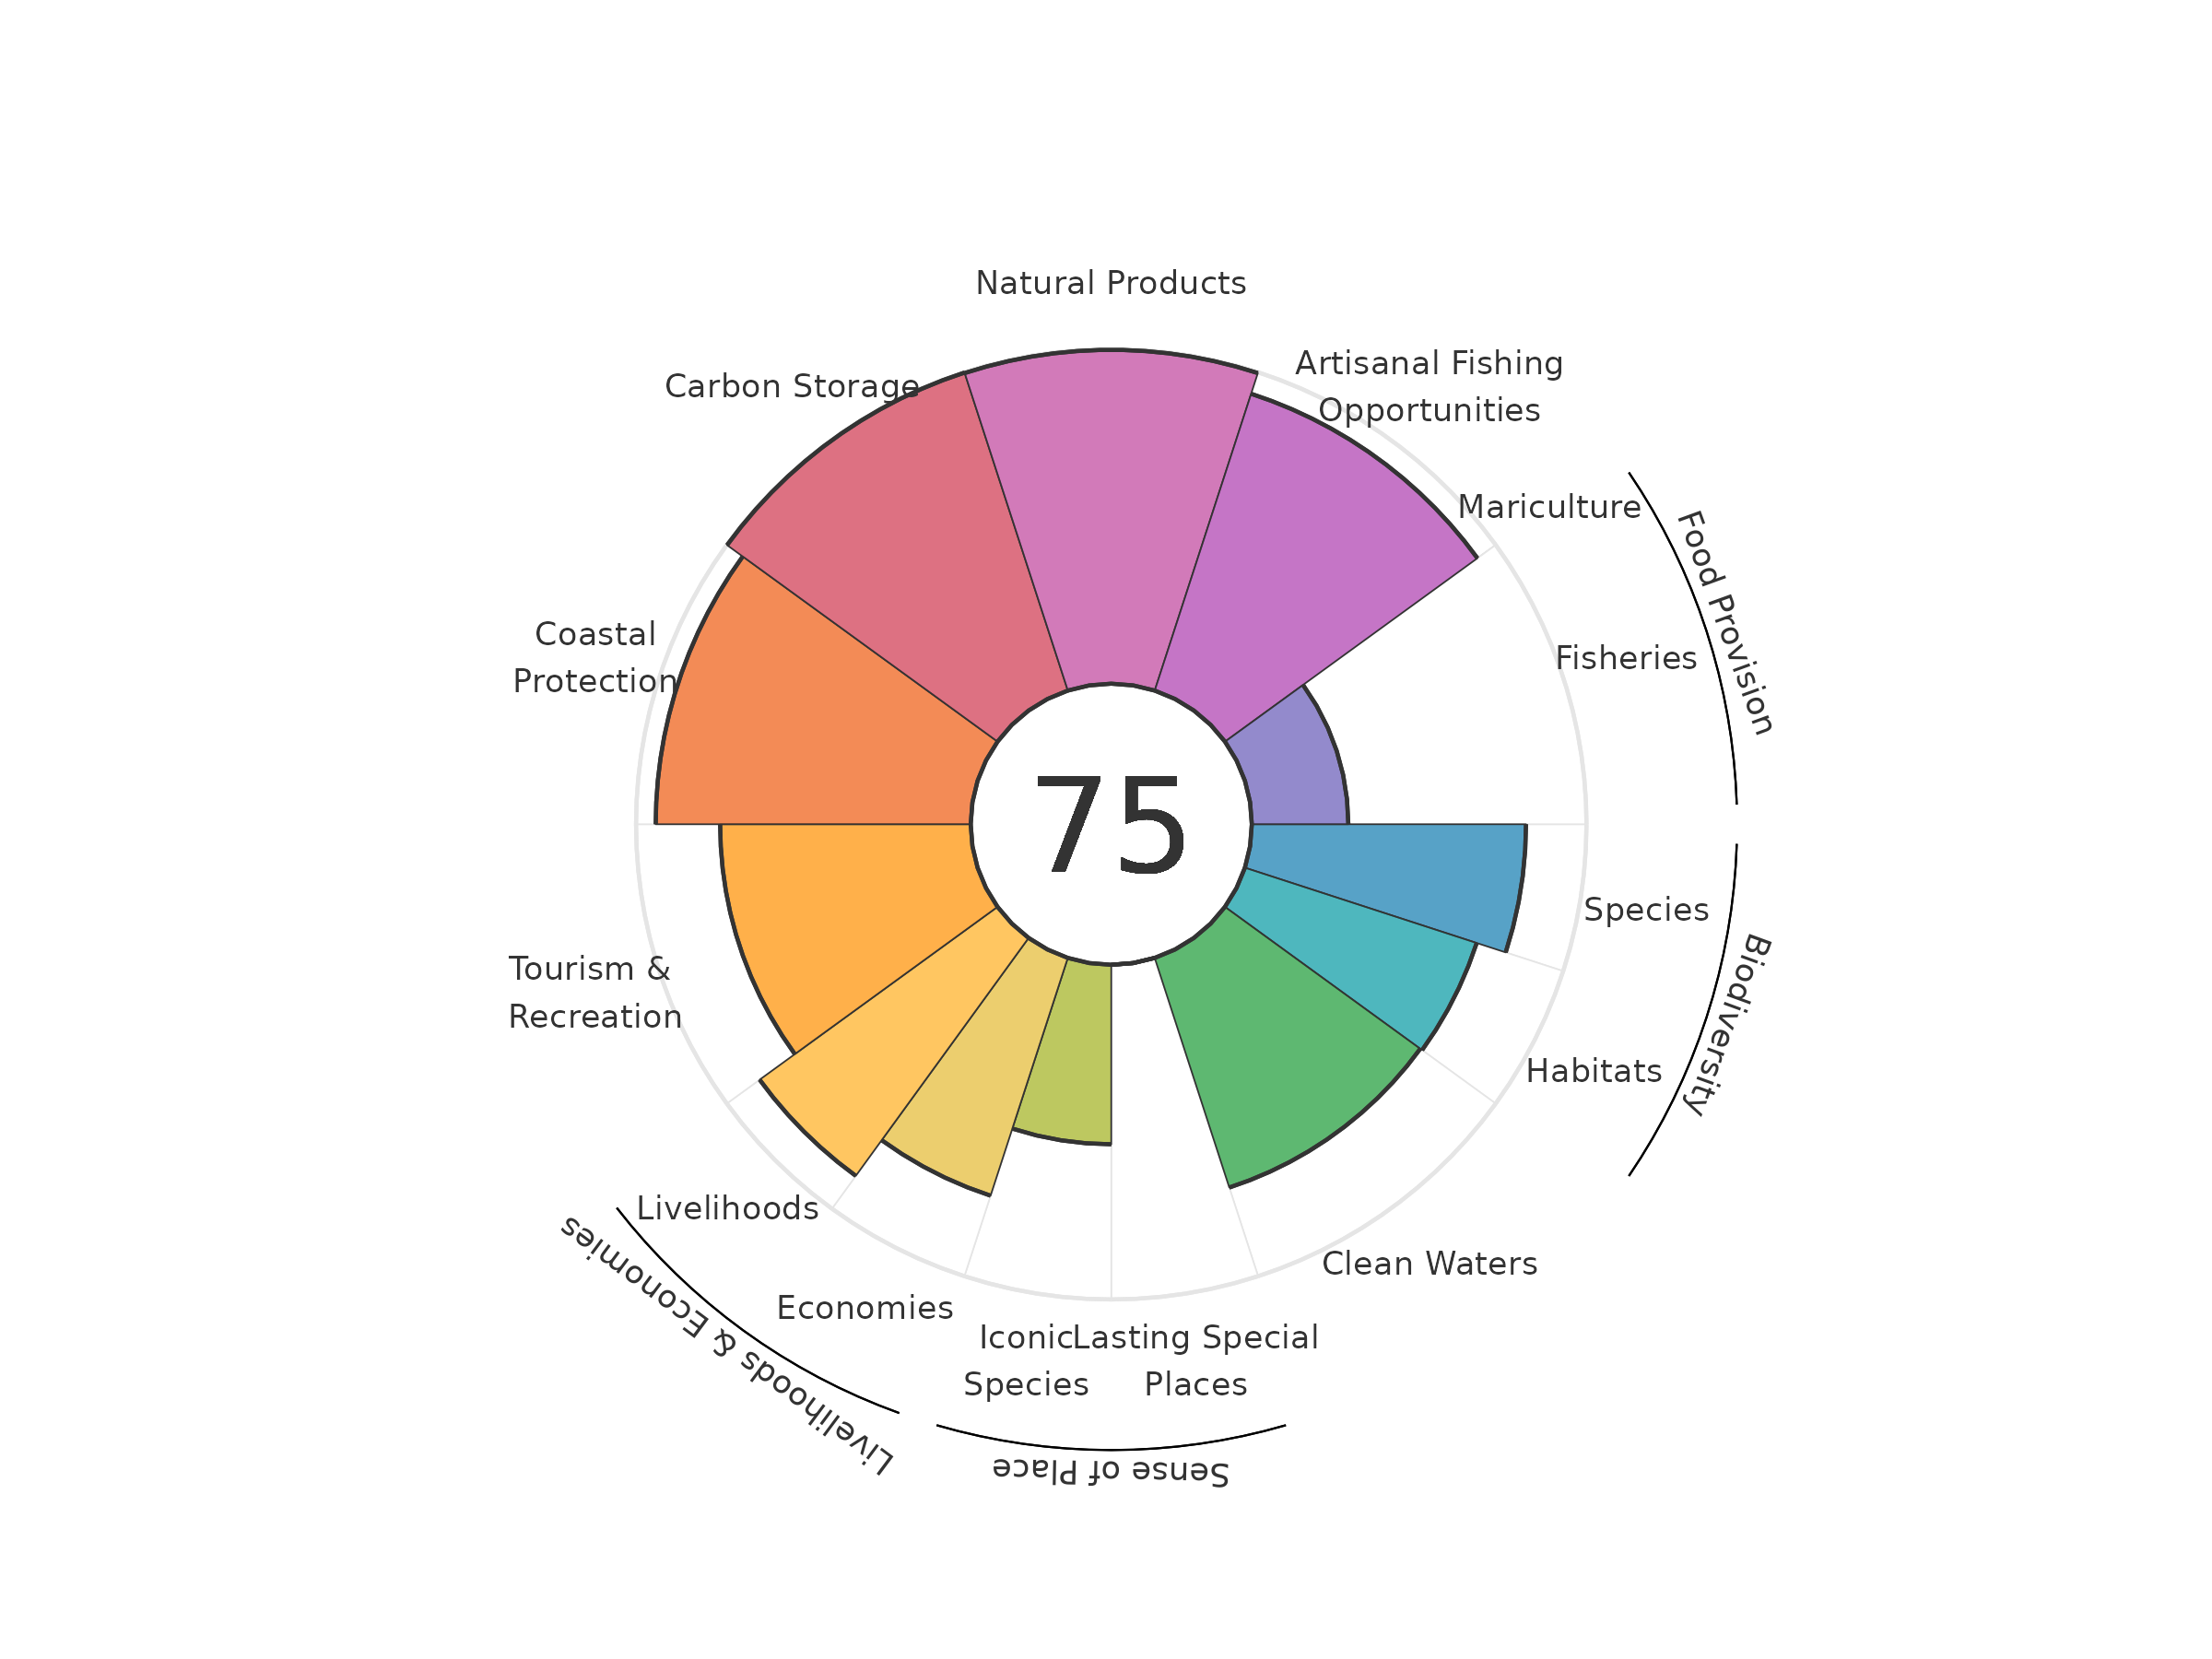 Natural Products
Carbon Storage
Artisanal Fishing
Opportunities
Mariculture
Food Provision
Fisheries
Coastal
Protection
75
Species
Biodiversity
Habitats
Tourism &
Recreation
Livelihoods
Clean Waters
Livelihoods & Economies
Economies
Iconic
Species
Lasting Special
Places
Sense of Place